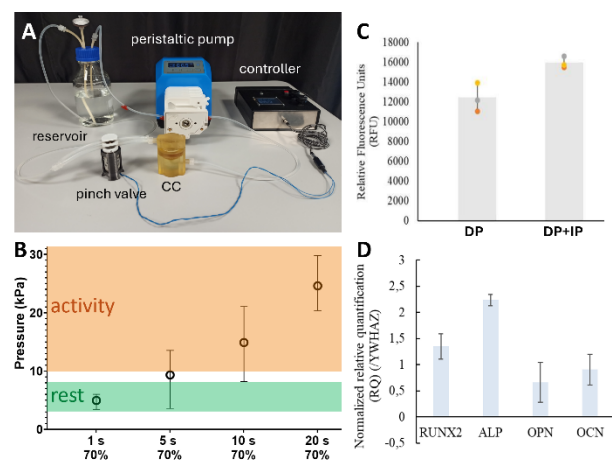 A
peristaltic pump
controller
reservoir
pinch valve
CC
B
Pressure (kPa)
30
20
10
0
activity
rest
1 s
70%
5 s
70%
10 s
70%
20 s
70%
C
Relative Fluorescence Units
(RFU)
18000
16000
14000
12000
10000
8000
6000
4000
2000
0
DP
DP+IP
D
Normalized relative quantification
(RQ) (/YWHAZ)
3
2,5
2
1,5
1
0,5
0
-0,5
RUNX2
ALP
OPN
OCN